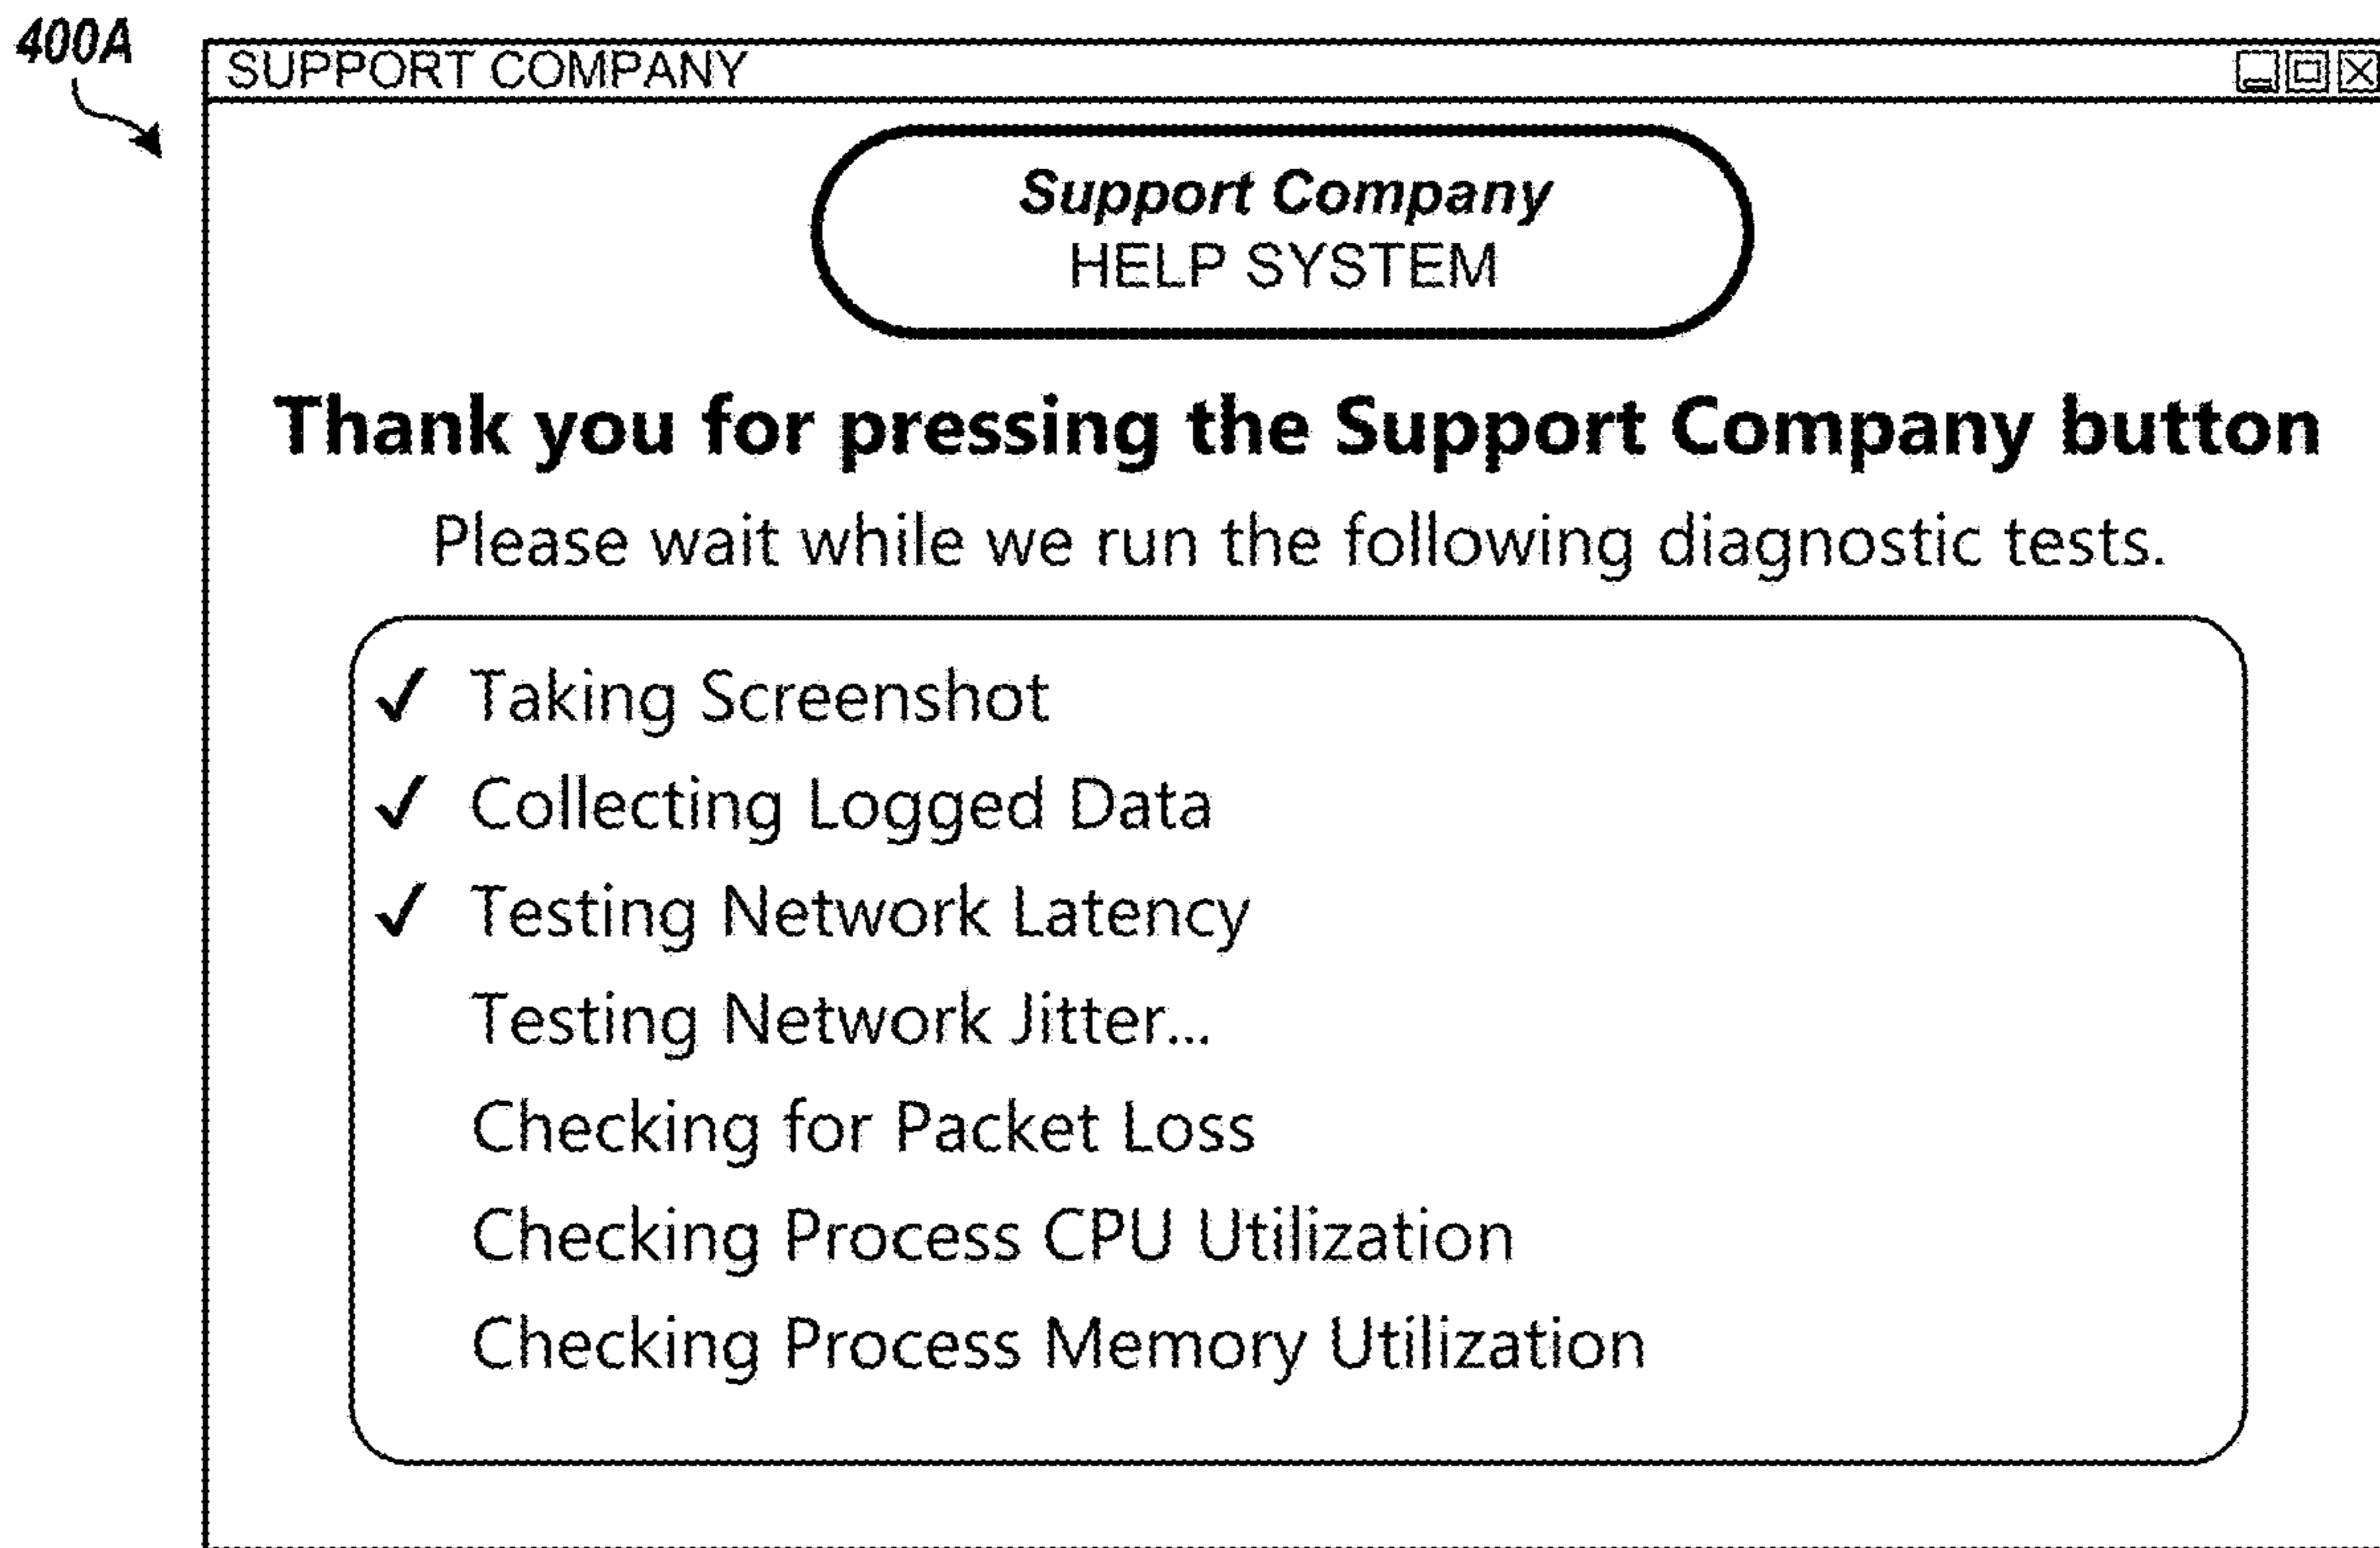 400A
SUPPORT COMPANY
Support Company
HELP SYSTEM
Thank you for pressing the Support Company button
Please wait while we run the following diagnostic tests.
✓ Taking Screenshot
✓ Collecting Logged Data
✓ Testing Network Latency
Testing Network Jitter...
Checking for Packet Loss
Checking Process CPU Utilization
Checking Process Memory Utilization